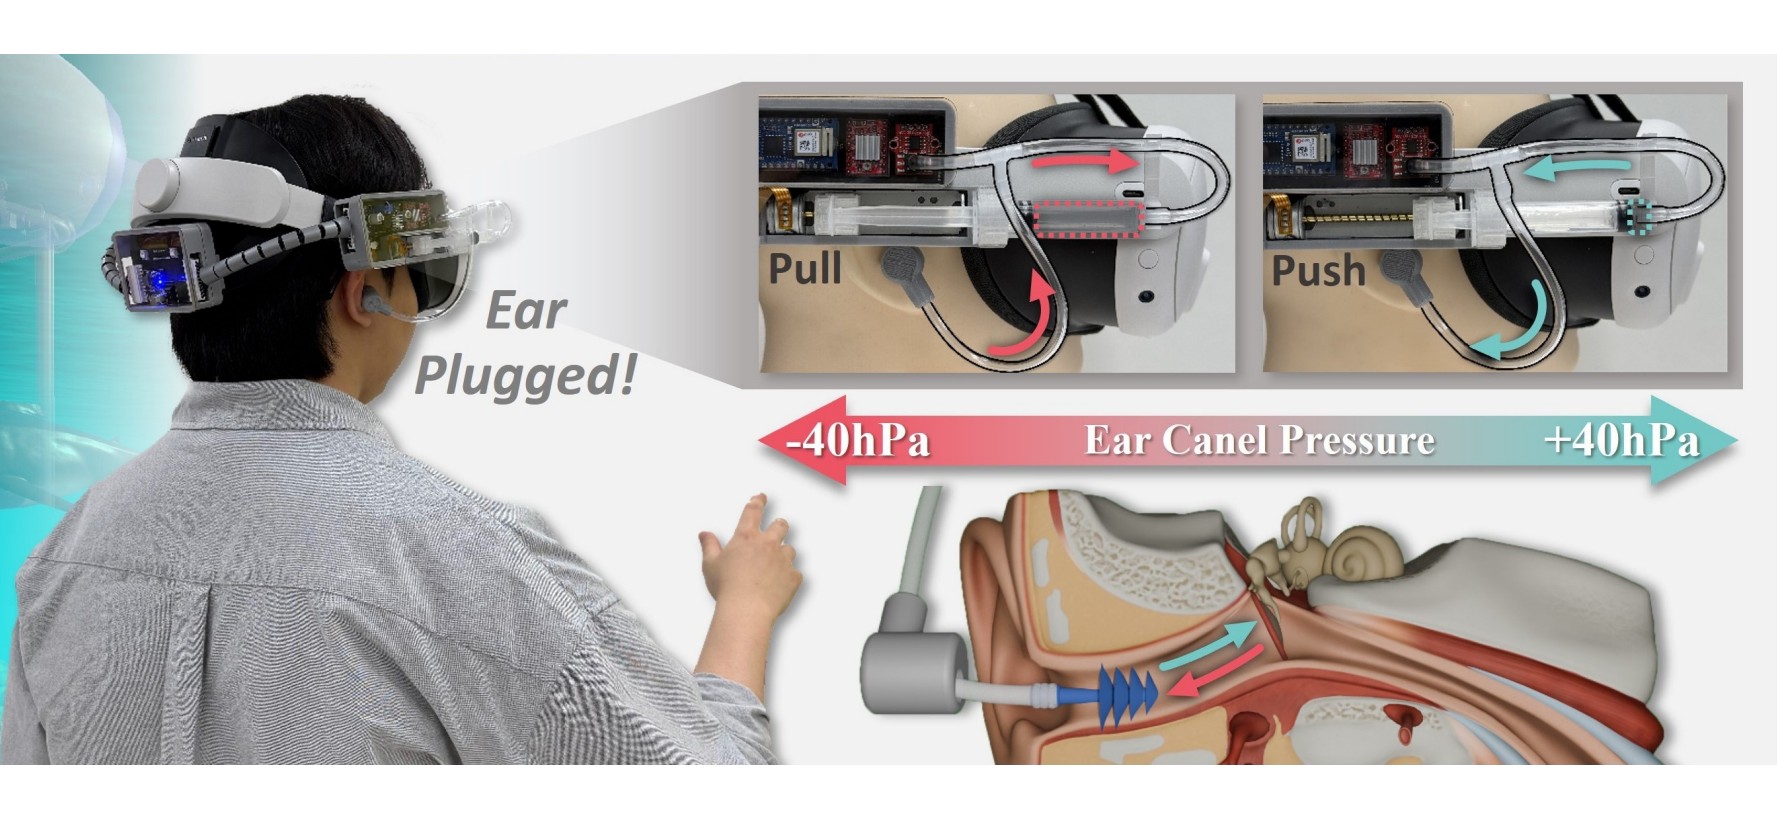 Ear
Plugged!
Pull
Push
-40hPa
Ear Canel Pressure
+40hPa